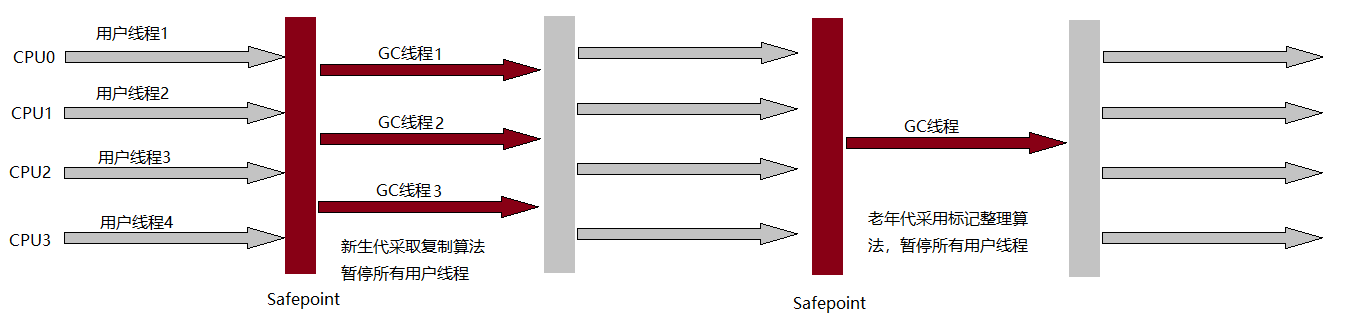 用户线程1
CPU0
用户线程2
CPU1
用户线程3
CPU2
用户线程4
CPU3
Safepoint
GC线程1
GC线程2
GC线程3
新生代采取复制算法
暂停所有用户线程
Safepoint
GC线程
老年代采用标记整理算
法，暂停所有用户线程